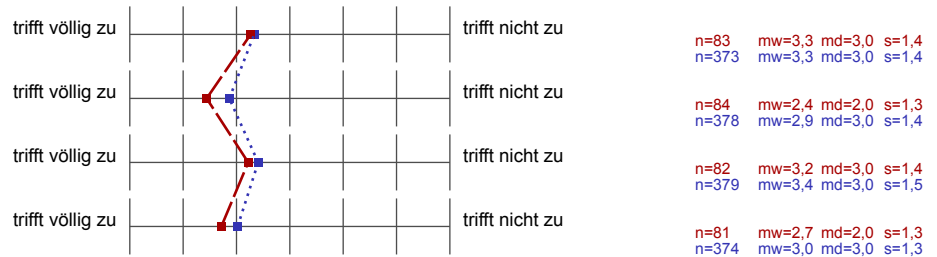 trifft völlig zu trifft nicht zu
n=83 mw=3,3 md=3,0 s=1,4
n=373 mw=3,3 md=3,0 s=1,4
trifft völlig zu trifft nicht zu
n=84 mw=2,4 md=2,0 s=1,3
n=378 mw=2,9 md=3,0 s=1,4
trifft völlig zu trifft nicht zu
n=82 mw=3,2 md=3,0 s=1,4
n=379 mw=3,4 md=3,0 s=1,5
trifft völlig zu trifft nicht zu
n=81 mw=2,7 md=2,0 s=1,3
n=374 mw=3,0 md=3,0 s=1,3